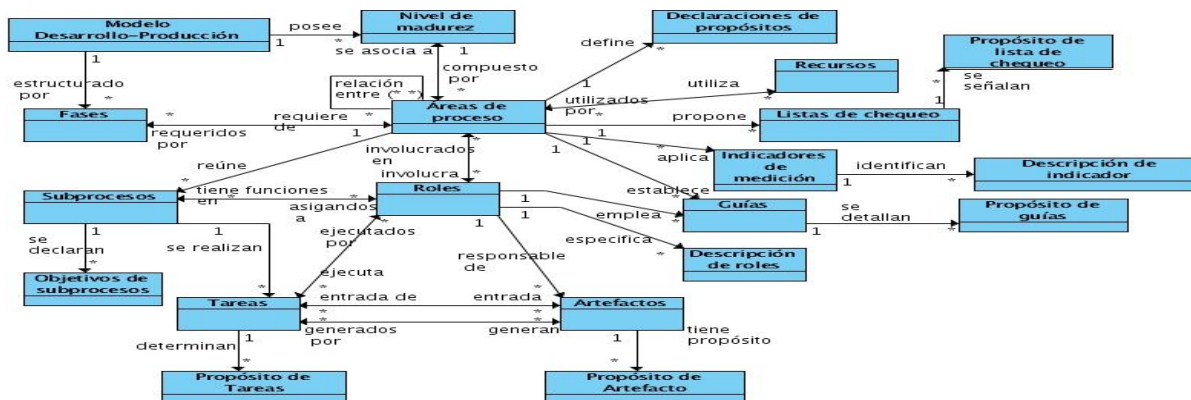 Modelo
Desarrollo-Producción
posee
1
*
Nivel de
madurez
se asocia a
1
compuesto
por
*
Declaraciones de
propósitos
define
*
1
Propósito de
lista de
chequeo
*
se
señalan
1
Recursos
utiliza
*
utilizados
por
*
1
estructurado
por
*
relación
entre (* *)
Fases
*
requiere
de
*
requeridos
por
Áreas de
proceso
propone
*
*
Listas de chequeo
1
reúne
*
involucrados
en
*
involucra
*
1
1
aplica
*
Indicadores
de
medición
identifican
1
*
Descripción de
indicador
1
establece
*
Subprocesos
tiene funciones
en
*
*
asigandos
a
Roles
1
1
1
emplea
*
Guías
1
se
detallan
*
Propósito de
guías
especifica
*
Descripción
de roles
1
se
declaran
*
1
se realizan
*
Objetivos de
subprocesos
ejecutados
por
*
ejecuta
*
responsable
de
*
Tareas
entrada de
*
entrada
*
Artefactos
*
generados
por
*
generan
1
determinan
*
Propósito de
Tareas
1
tiene
propósito
*
Propósito de
Artefacto